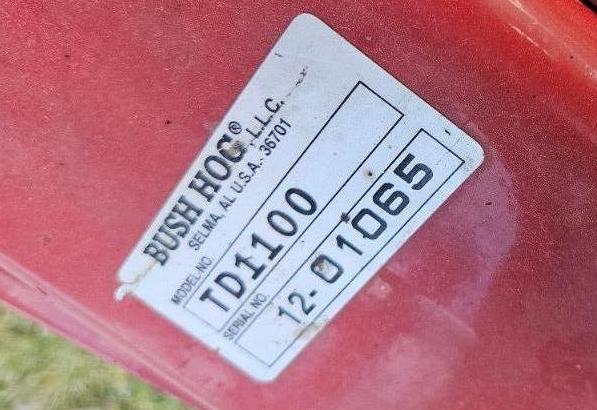 BUSH HOG® L.L.C.
SELMA, AL U.S.A. 36701
MODEL NO.
TD1100
SERIAL NO.
12-01065